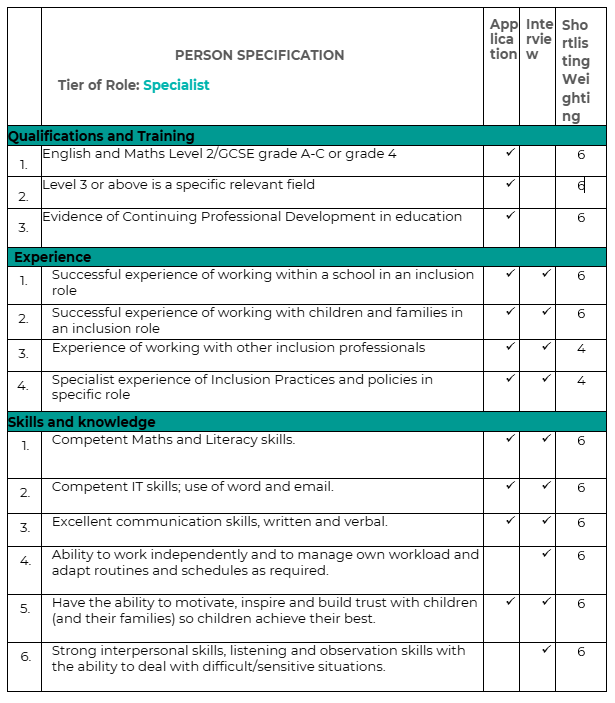 PERSON SPECIFICATION
Tier of Role: Specialist
App
lica
tion
Inte
rvie
w
Sho
rtlis
ting
Wei
ghti
ng
Qualifications and Training
1. English and Maths Level 2/GCSE grade A-C or grade 4 ✓ 6
2. Level 3 or above is a specific relevant field ✓ 6
3. Evidence of Continuing Professional Development in education ✓ 6
Experience
1. Successful experience of working within a school in an inclusion ✓ ✓ 6
role
2. Successful experience of working with children and families in ✓ ✓ 6
an inclusion role
3. Experience of working with other inclusion professionals ✓ ✓ 4
4. Specialist experience of Inclusion Practices and policies in ✓ ✓ 4
specific role
Skills and knowledge
1. Competent Maths and Literacy skills. ✓ ✓ 6
2. Competent IT skills; use of word and email. ✓ ✓ 6
3. Excellent communication skills, written and verbal. ✓ ✓ 6
4. Ability to work independently and to manage own workload and ✓ 6
adapt routines and schedules as required.
5. Have the ability to motivate, inspire and build trust with children ✓ ✓ 6
(and their families) so children achieve their best.
6. Strong interpersonal skills, listening and observation skills with ✓ 6
the ability to deal with difficult/sensitive situations.